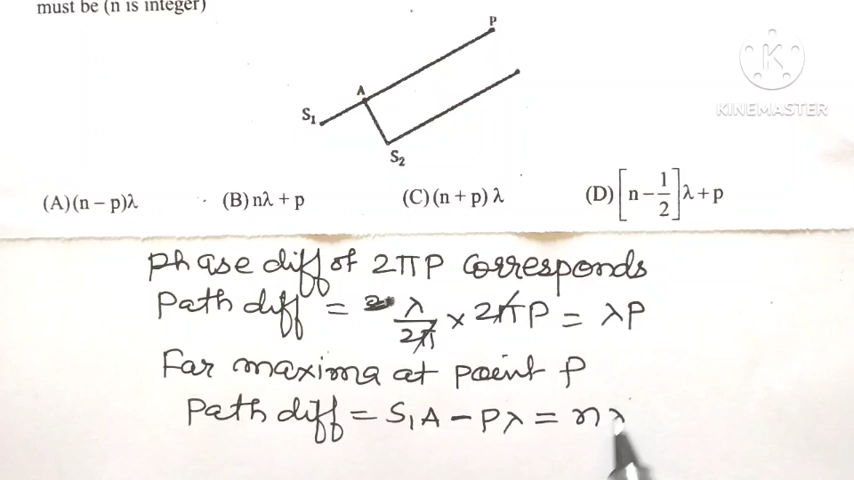 must be (n is integer)
P
A
S₁
S₂
KINEMASTER
(A) (n – p)λ (B) nλ + p (C) (n + p) λ (D) [n – 1/2] λ + p
Phase diff of 2πP corresponds
Path diff = λ/2π × 2πP = λP
For maxima at point P
Path diff = S₁A – Pλ = nλ